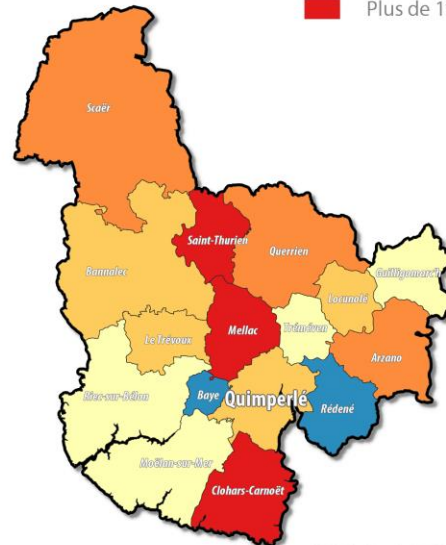 Plus de 1
Scaër
Saint-Thurien
Querrien
Bannalec
Guilligomarc'h
Locunolé
Mellac
Tréméven
Le Trévoux
Arzano
Riec-sur-Bélon
Baye
Quimperlé
Rédené
Moëlan-sur-Mer
Clohars-Carnoët